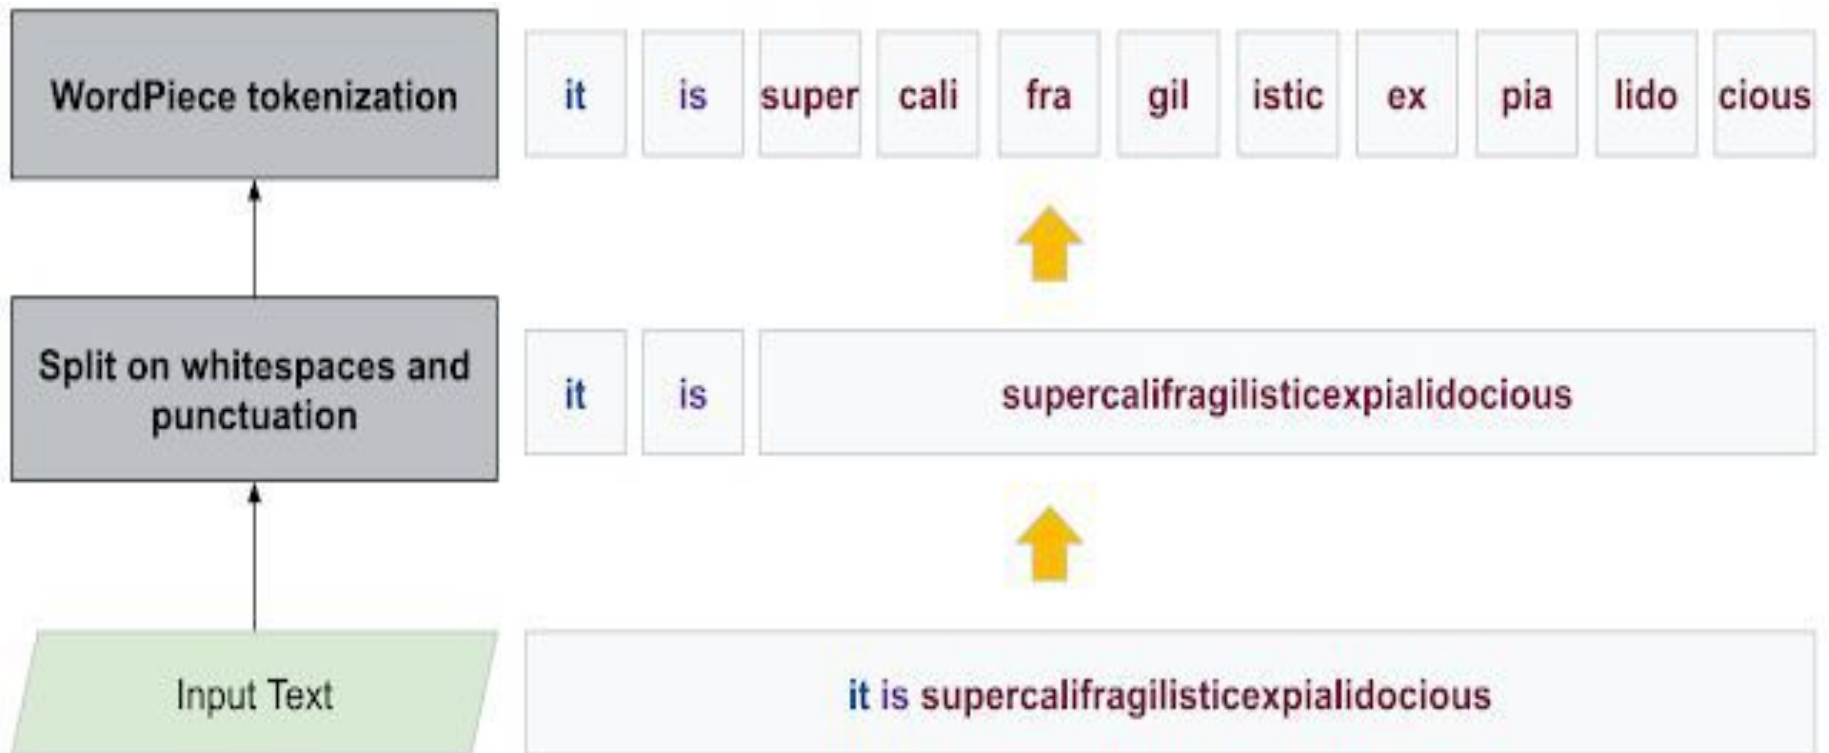 WordPiece tokenization
it is super cali fra gil istic ex pia lido cious
Split on whitespaces and
punctuation
it is supercalifragilisticexpialidocious
Input Text
it is supercalifragilisticexpialidocious